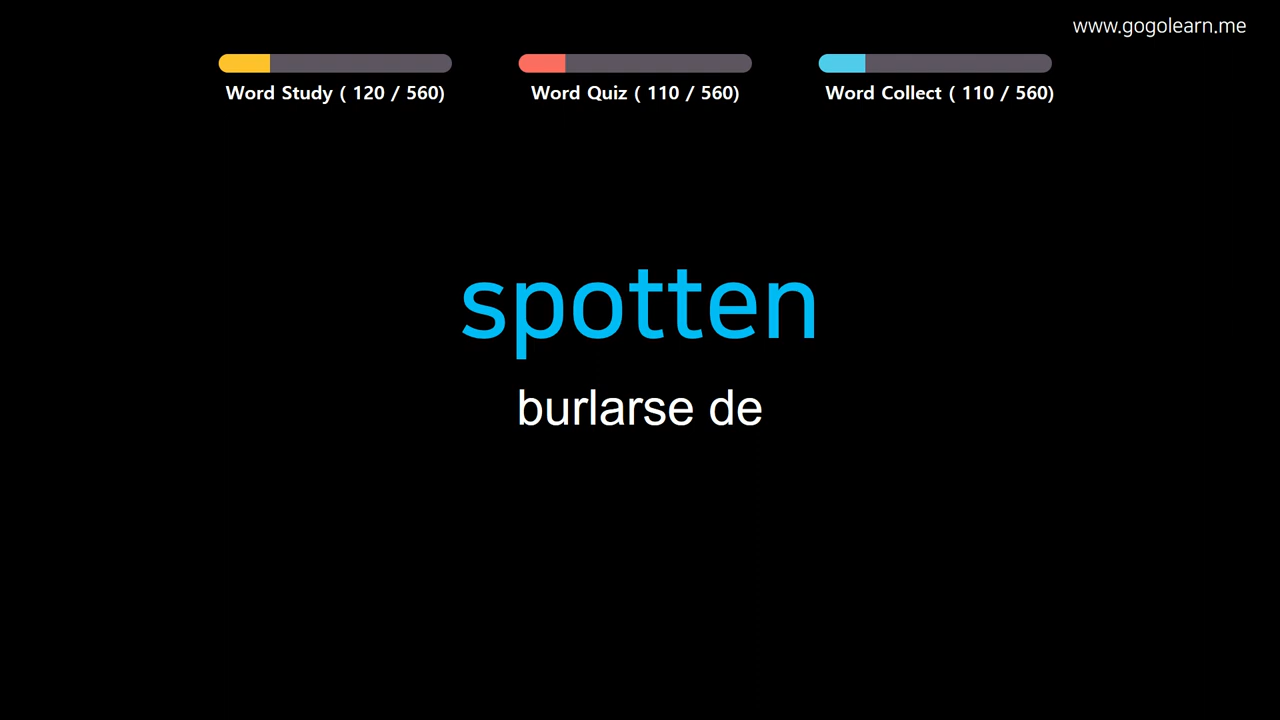 www.gogolearn.me
Word Study ( 120 / 560)
Word Quiz ( 110 / 560)
Word Collect ( 110 / 560)
spotten
burlarse de